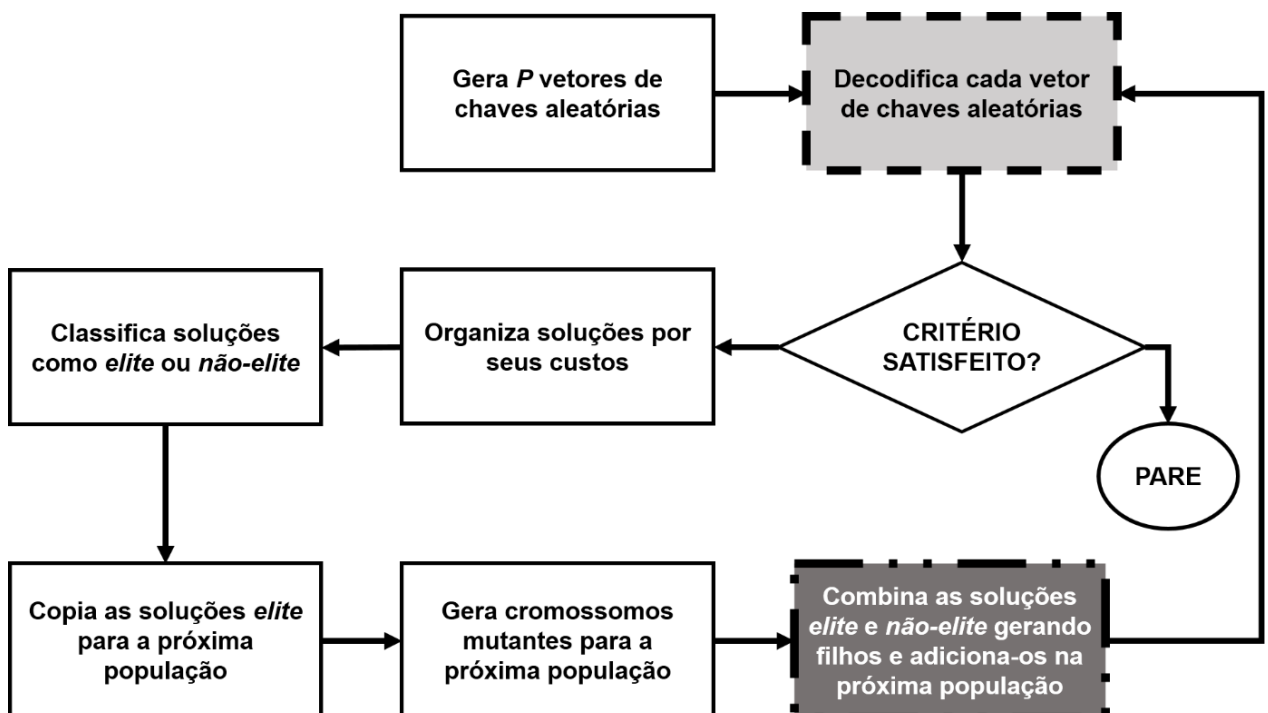 Gera P vetores de
chaves aleatórias
Decodifica cada vetor
de chaves aleatórias
CRITÉRIO
SATISFEITO?
PARE
Organiza soluções por
seus custos
Classifica soluções
como elite ou não-elite
Copia as soluções elite
para a próxima
população
Gera cromossomos
mutantes para a
próxima população
Combina as soluções
elite e não-elite gerando
filhos e adiciona-os na
próxima população